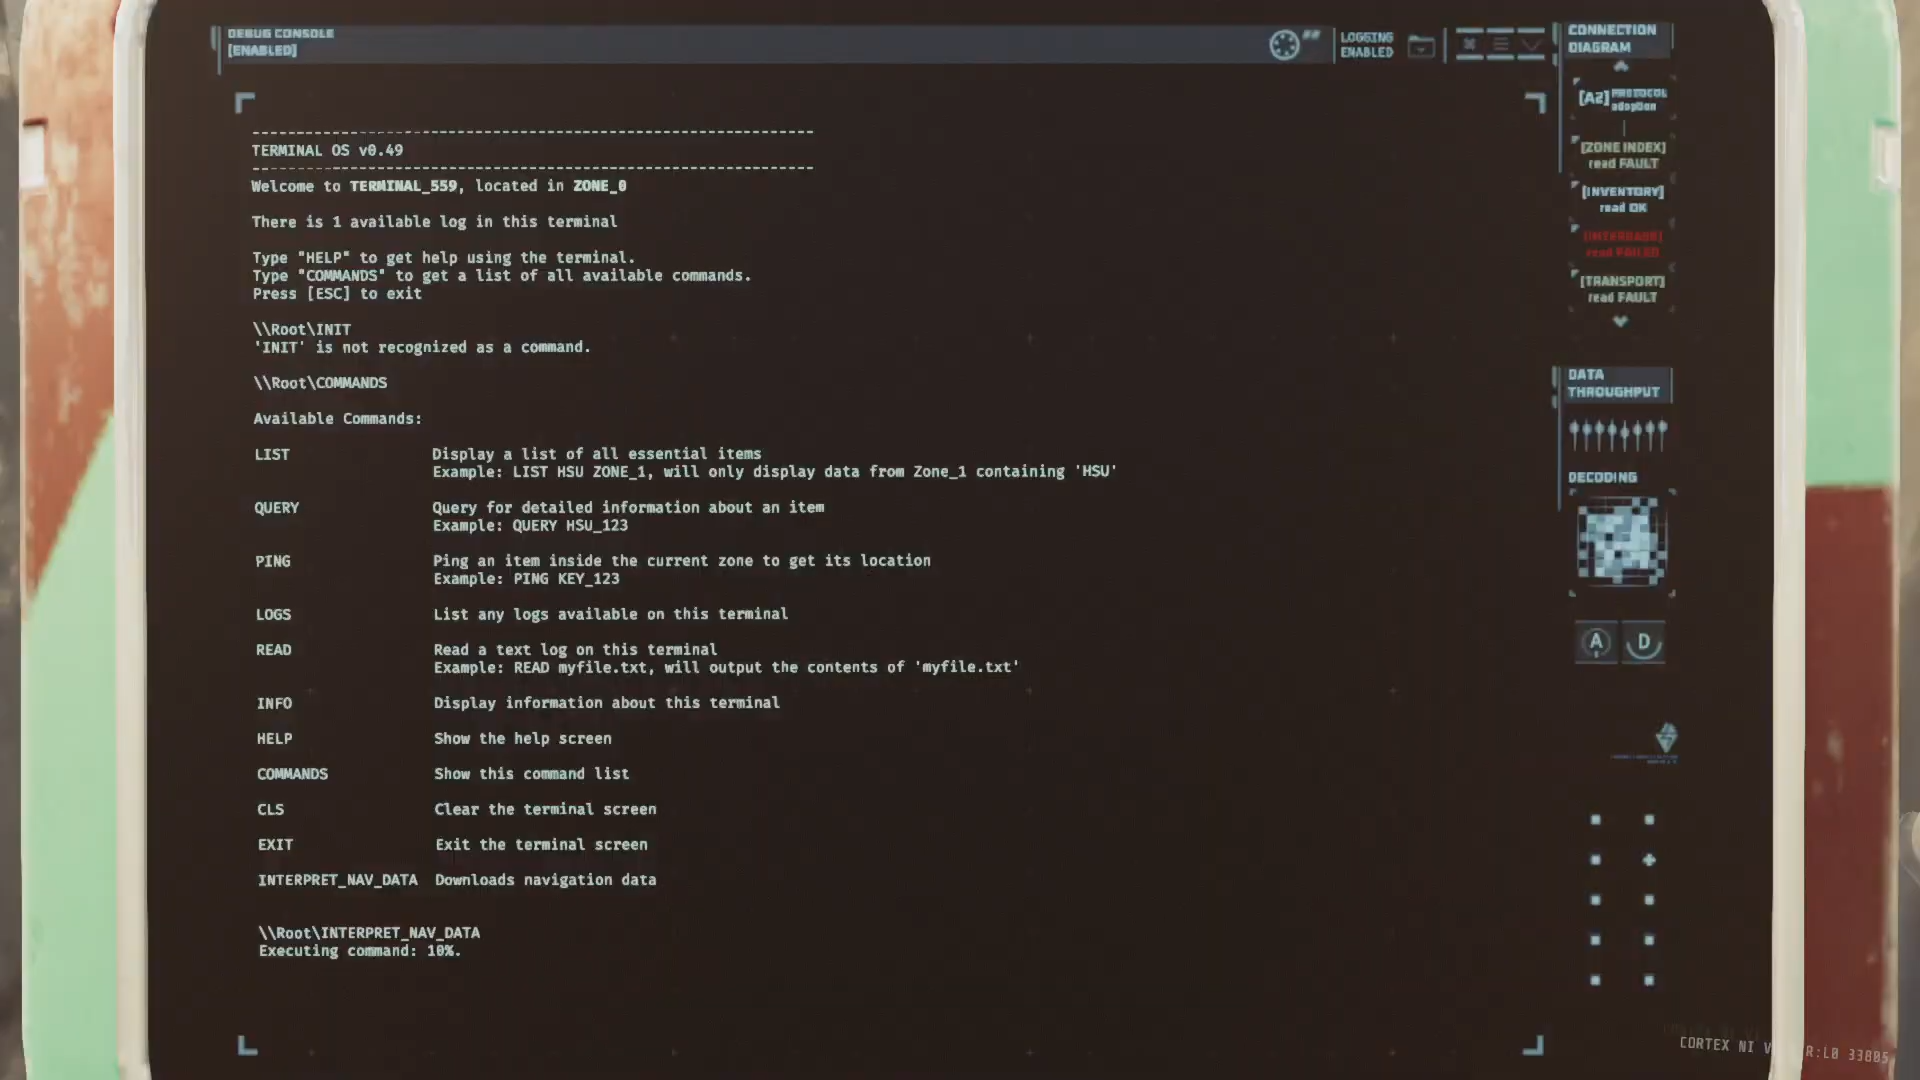 DEBUG CONSOLE
[ENABLED]
LOGGING
ENABLED
------------------------------------------------------------
TERMINAL OS v0.49
------------------------------------------------------------
Welcome to TERMINAL_559, located in ZONE_0
There is 1 available log in this terminal
Type "HELP" to get help using the terminal.
Type "COMMANDS" to get a list of all available commands.
Press [ESC] to exit
\\Root\INIT
'INIT' is not recognized as a command.
\\Root\COMMANDS
Available Commands:
LIST Display a list of all essential items
Example: LIST HSU ZONE_1, will only display data from Zone_1 containing 'HSU'
QUERY Query for detailed information about an item
Example: QUERY HSU_123
PING Ping an item inside the current zone to get its location
Example: PING KEY_123
LOGS List any logs available on this terminal
READ Read a text log on this terminal
Example: READ myfile.txt, will output the contents of 'myfile.txt'
INFO Display information about this terminal
HELP Show the help screen
COMMANDS Show this command list
CLS Clear the terminal screen
EXIT Exit the terminal screen
INTERPRET_NAV_DATA Downloads navigation data
\\Root\INTERPRET_NAV_DATA
Executing command: 10%.
CONNECTION
DIAGRAM
[A2] PROTOCOL
adoption
[ZONE INDEX]
read FAULT
[INVENTORY]
read OK
read FAILED
[TRANSPORT]
read FAULT
DATA
THROUGHPUT
DECODING
A D
CORTEX NI V
R:L0 33805